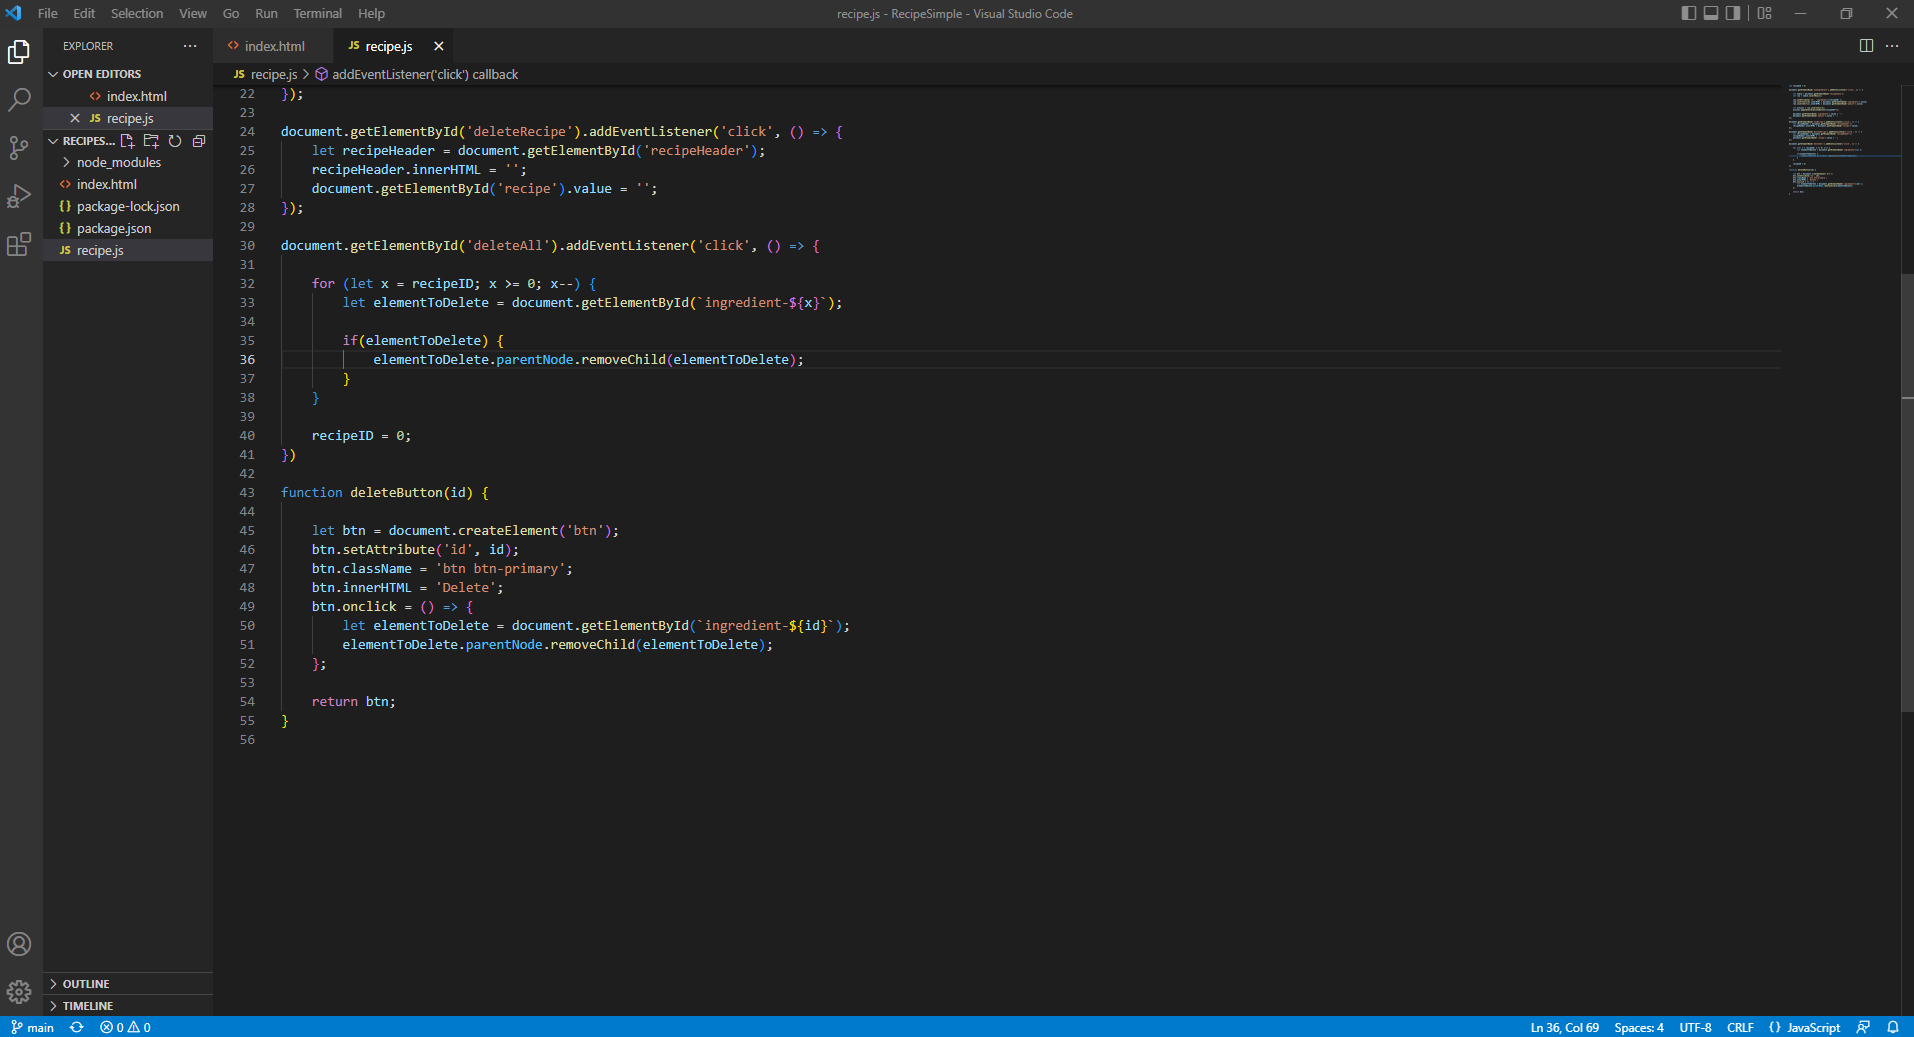 File Edit Selection View Go Run Terminal Help
recipe.js - RecipeSimple - Visual Studio Code
EXPLORER
OPEN EDITORS
index.html
JS recipe.js
RECIPES...
node_modules
index.html
package-lock.json
package.json
JS recipe.js
OUTLINE
TIMELINE
index.html JS recipe.js
JS recipe.js > addEventListener('click') callback
22 });
23
24 document.getElementById('deleteRecipe').addEventListener('click', () => {
25 let recipeHeader = document.getElementById('recipeHeader');
26 recipeHeader.innerHTML = '';
27 document.getElementById('recipe').value = '';
28 });
29
30 document.getElementById('deleteAll').addEventListener('click', () => {
31
32 for (let x = recipeID; x >= 0; x--) {
33 let elementToDelete = document.getElementById(`ingredient-${x}`);
34
35 if(elementToDelete) {
36 elementToDelete.parentNode.removeChild(elementToDelete);
37 }
38 }
39
40 recipeID = 0;
41 })
42
43 function deleteButton(id) {
44
45 let btn = document.createElement('btn');
46 btn.setAttribute('id', id);
47 btn.className = 'btn btn-primary';
48 btn.innerHTML = 'Delete';
49 btn.onclick = () => {
50 let elementToDelete = document.getElementById(`ingredient-${id}`);
51 elementToDelete.parentNode.removeChild(elementToDelete);
52 };
53
54 return btn;
55 }
56
main 0 0
Ln 36, Col 69 Spaces: 4 UTF-8 CRLF {} JavaScript